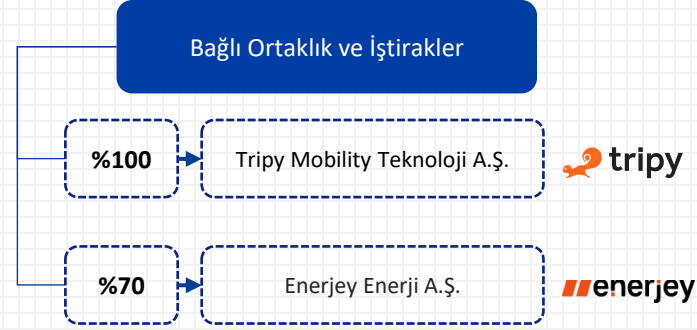 Bağlı Ortaklık ve İştirakler
%100
Tripy Mobility Teknoloji A.Ş.
tripy
%70
Enerjey Enerji A.Ş.
enerjey